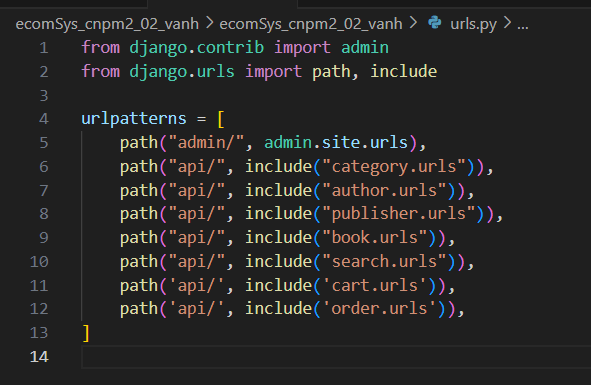 ecomSys_cnpm2_02_vanh > ecomSys_cnpm2_02_vanh > urls.py > ...
1 from django.contrib import admin
2 from django.urls import path, include
3
4 urlpatterns = [
5     path("admin/", admin.site.urls),
6     path("api/", include("category.urls")),
7     path("api/", include("author.urls")),
8     path("api/", include("publisher.urls")),
9     path("api/", include("book.urls")),
10     path("api/", include("search.urls")),
11     path('api/', include('cart.urls')),
12     path('api/', include('order.urls')),
13 ]
14